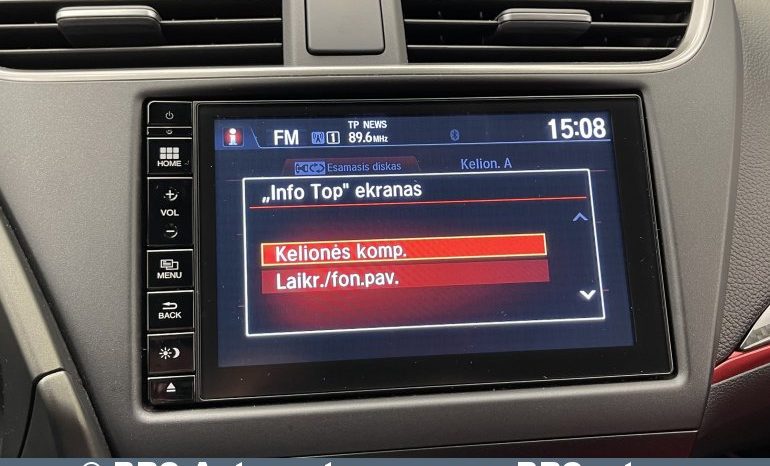 TP NEWS
FM 1 89.6MHz
15:08
Esamasis diskas
Kelion. A
„Info Top" ekranas
Kelionės komp.
Laikr./fon.pav.
HOME
VOL
MENU
BACK